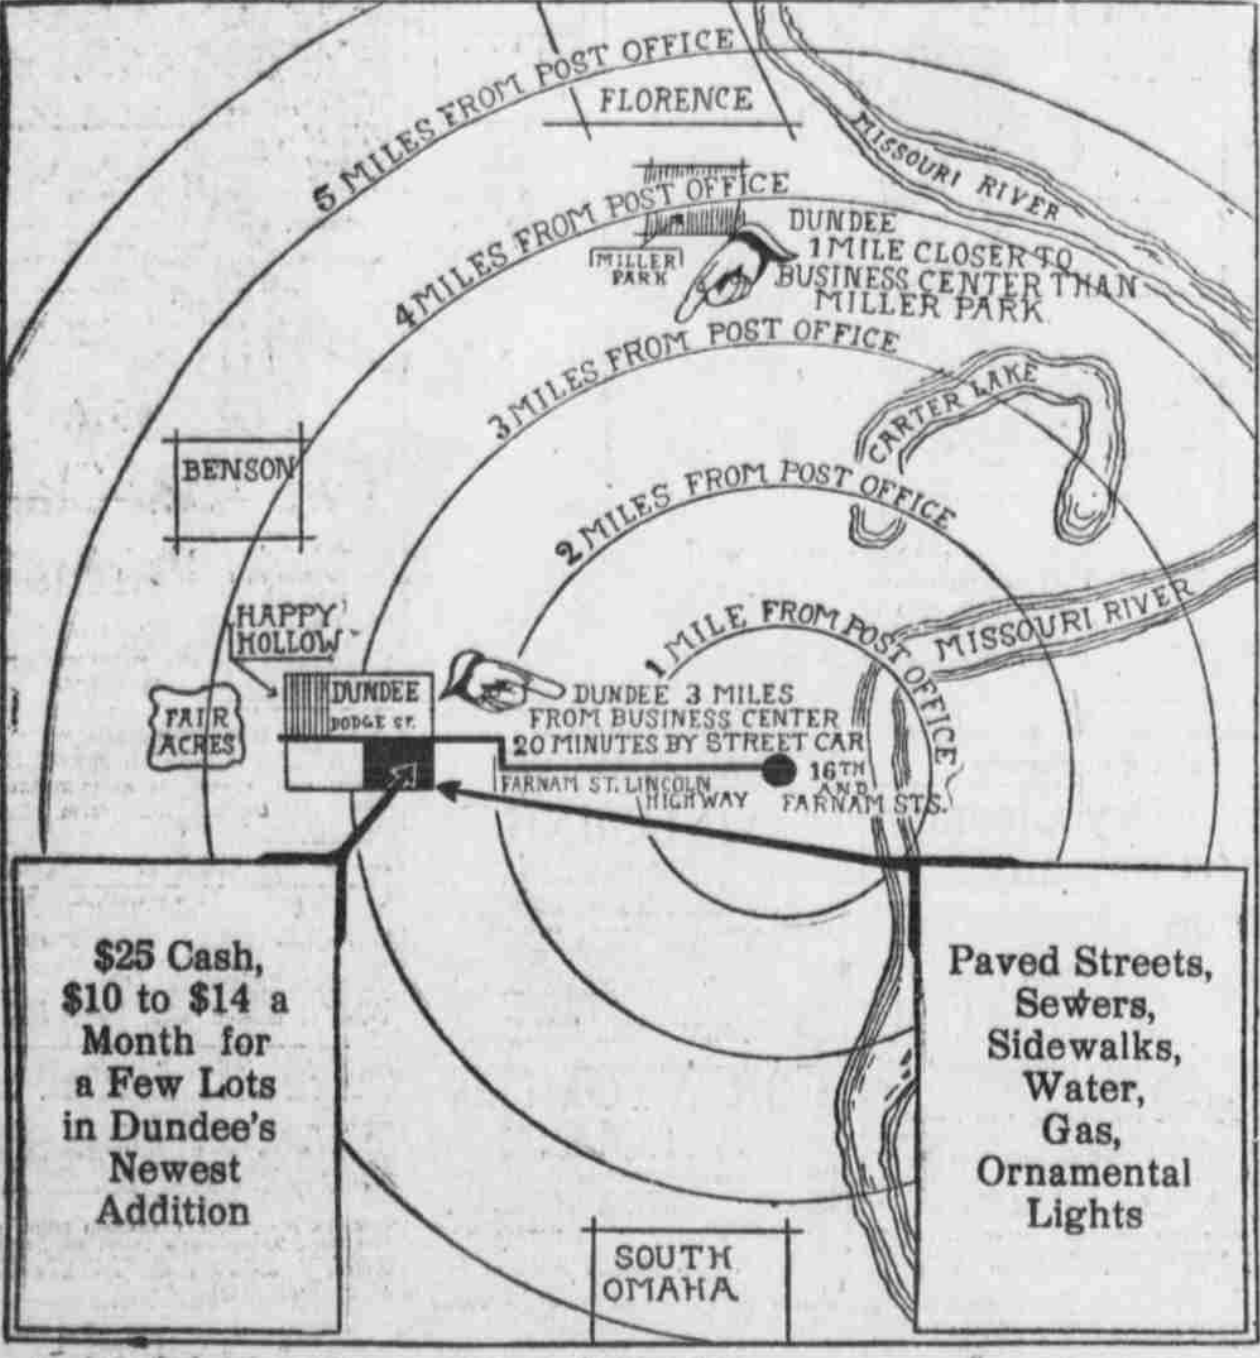 5 MILES FROM POST OFFICE
FLORENCE
MISSOURI RIVER
4 MILES FROM POST OFFICE
MILLER
PARK
DUNDEE
1 MILE CLOSER TO
BUSINESS CENTER THAN
MILLER PARK
3 MILES FROM POST OFFICE
CARTER LAKE
BENSON
2 MILES FROM POST OFFICE
MISSOURI RIVER
1 MILE FROM POST OFFICE
HAPPY
HOLLOW
FAIR
ACRES
DUNDEE
DODGE ST.
DUNDEE 3 MILES
FROM BUSINESS CENTER
20 MINUTES BY STREET CAR
FARNAM ST. LINCOLN
HIGHWAY
16TH
AND
FARNAM STS.
$25 Cash,
$10 to $14 a
Month for
a Few Lots
in Dundee's
Newest
Addition
Paved Streets,
Sewers,
Sidewalks,
Water,
Gas,
Ornamental
Lights
SOUTH
OMAHA